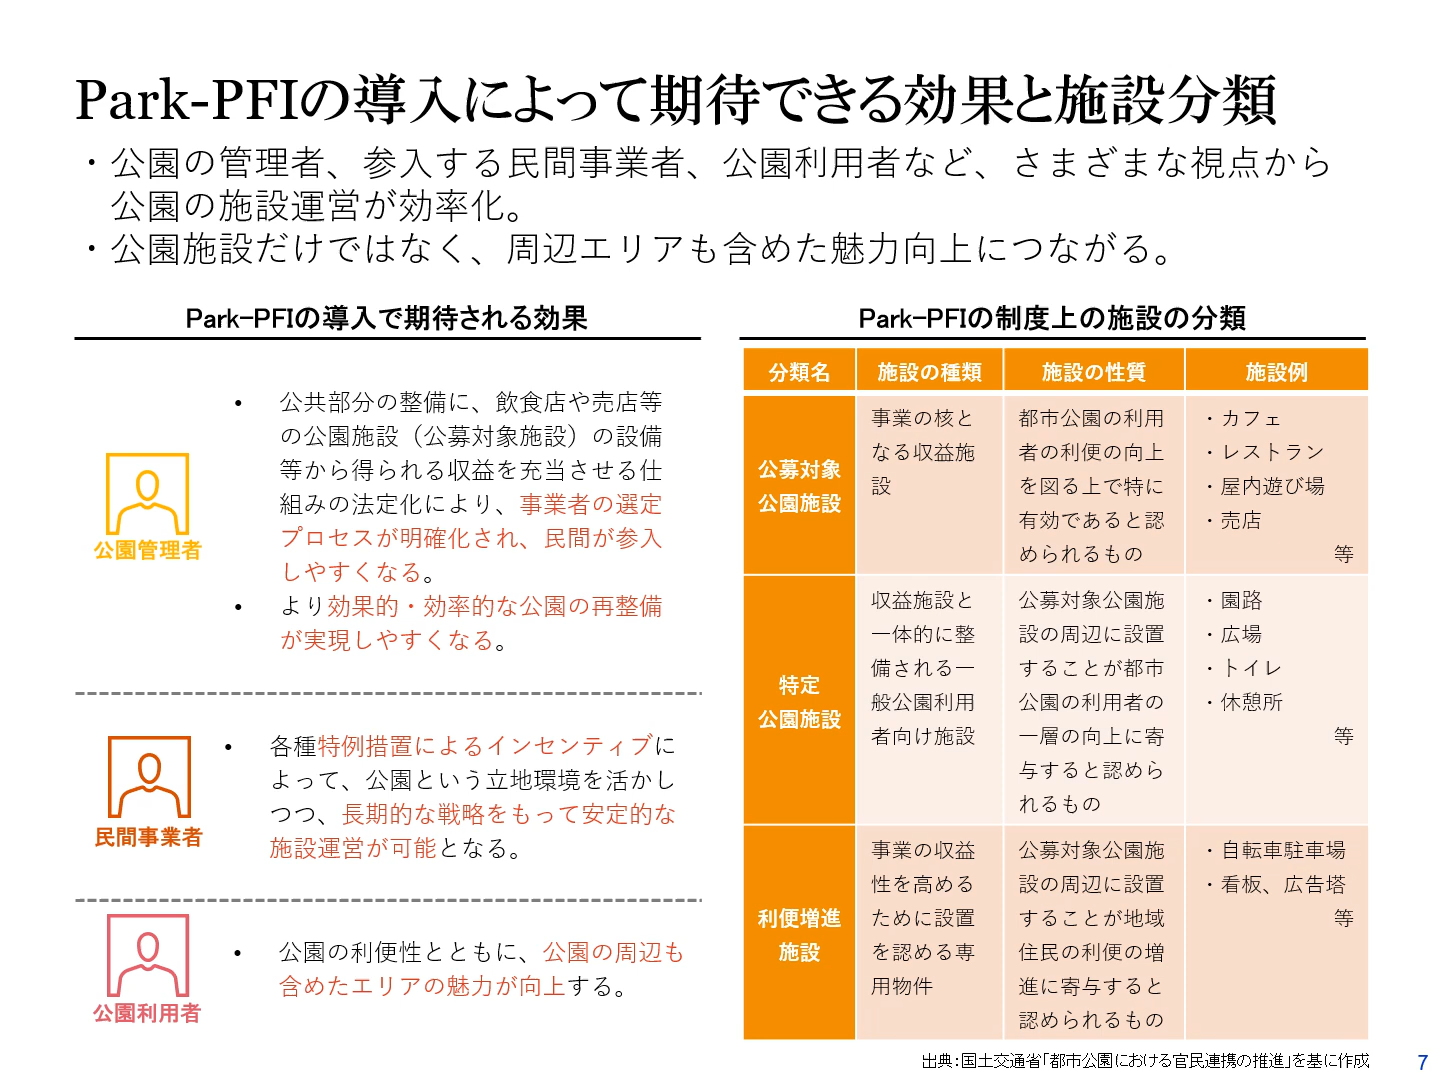 Park-PFIの導入によって期待できる効果と施設分類
・公園の管理者、参入する民間事業者、公園利用者など、さまざまな視点から
公園の施設運営が効率化。
・公園施設だけではなく、周辺エリアも含めた魅力向上につながる。
Park-PFIの導入で期待される効果
公園管理者
• 公共部分の整備に、飲食店や売店等
の公園施設（公募対象施設）の設備
等から得られる収益を充当させる仕
組みの法定化により、事業者の選定
プロセスが明確化され、民間が参入
しやすくなる。
• より効果的・効率的な公園の再整備
が実現しやすくなる。
民間事業者
• 各種特例措置によるインセンティブに
よって、公園という立地環境を活かし
つつ、長期的な戦略をもって安定的な
施設運営が可能となる。
公園利用者
• 公園の利便性とともに、公園の周辺も
含めたエリアの魅力が向上する。
Park-PFIの制度上の施設の分類
分類名 施設の種類 施設の性質 施設例
公募対象
公園施設
事業の核と
なる収益施
設
都市公園の利用
者の利便の向上
を図る上で特に
有効であると認
められるもの
・カフェ
・レストラン
・屋内遊び場
・売店
等
特定
公園施設
収益施設と
一体的に整
備される一
般公園利用
者向け施設
公募対象公園施
設の周辺に設置
することが都市
公園の利用者の
一層の向上に寄
与すると認めら
れるもの
・園路
・広場
・トイレ
・休憩所
等
利便増進
施設
事業の収益
性を高める
ために設置
を認める専
用物件
公募対象公園施
設の周辺に設置
することが地域
住民の利便の増
進に寄与すると
認められるもの
・自転車駐車場
・看板、広告塔
等
出典：国土交通省「都市公園における官民連携の推進」を基に作成
7